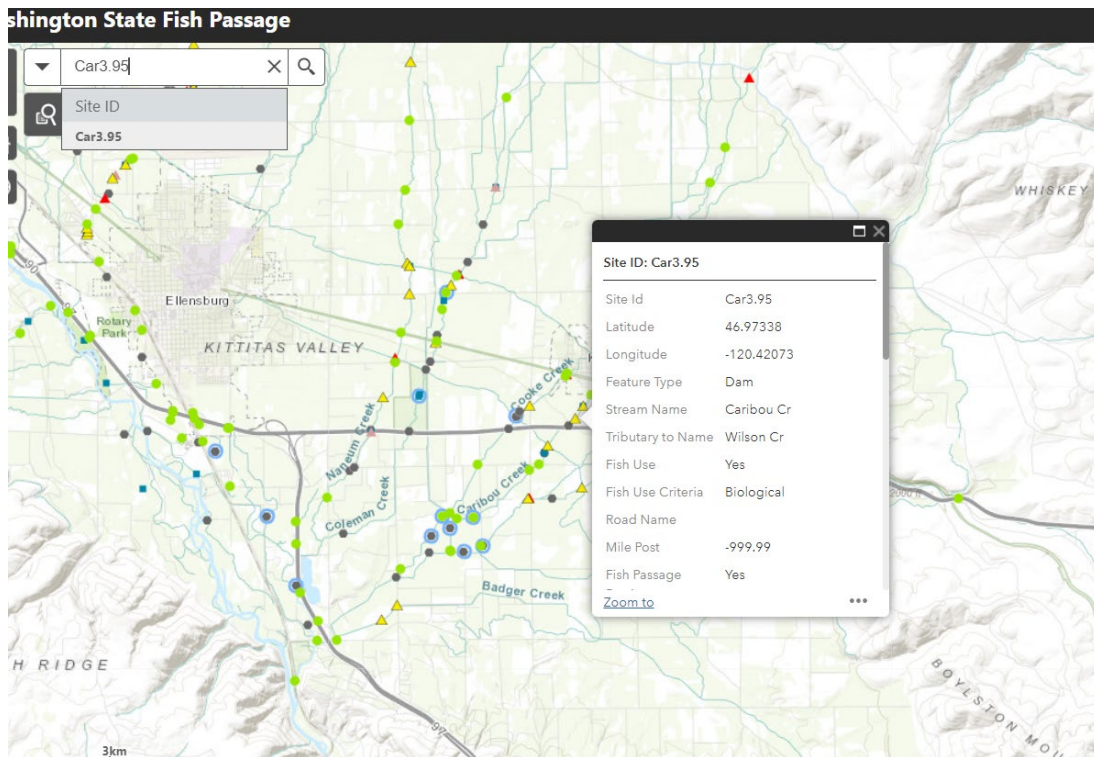 shington State Fish Passage
Car3.95
Site ID
Car3.95
WHISKEY
Site ID: Car3.95
Site Id Car3.95
Latitude 46.97338
Longitude -120.42073
Feature Type Dam
Stream Name Caribou Cr
Tributary to Name Wilson Cr
Fish Use Yes
Fish Use Criteria Biological
Road Name
Mile Post -999.99
Fish Passage Yes
Zoom to
90
97
Ellensburg
Rotary
Park
KITTITAS VALLEY
K
Cooke Creek
Naneum Creek
Caribou Creek
Coleman Creek
Badger Creek
2000 ft
H RIDGE
BOYLSTON MOU
97
3km